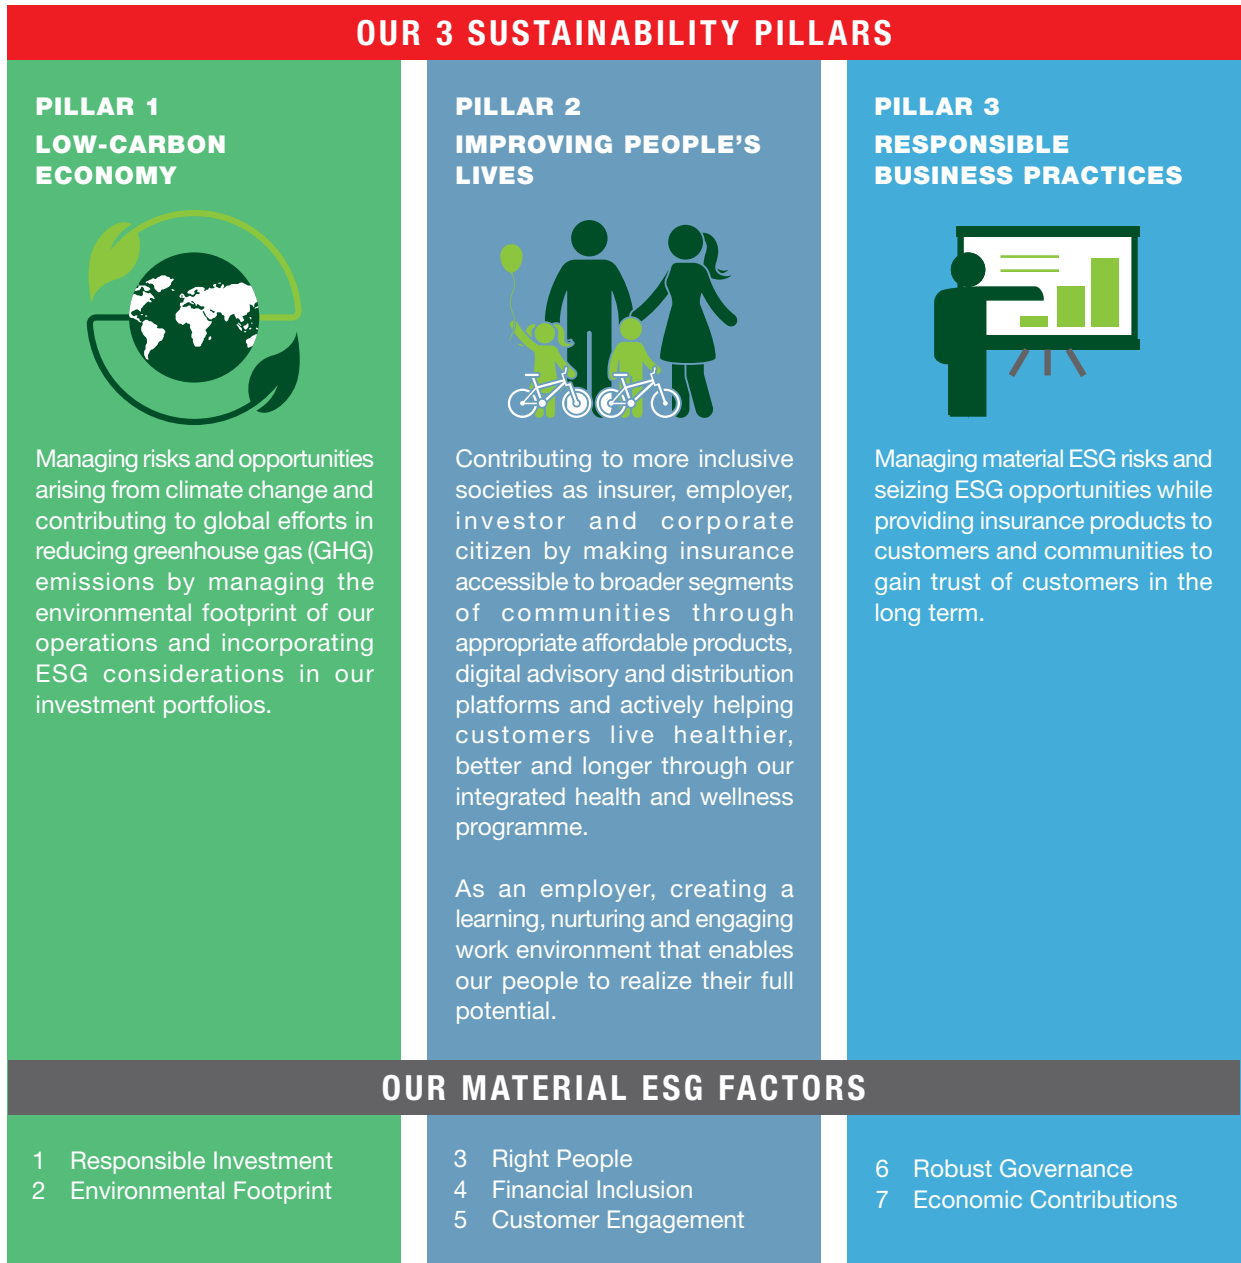 OUR 3 SUSTAINABILITY PILLARS
PILLAR 1
LOW-CARBON
ECONOMY
Managing risks and opportunities
arising from climate change and
contributing to global efforts in
reducing greenhouse gas (GHG)
emissions by managing the
environmental footprint of our
operations and incorporating
ESG considerations in our
investment portfolios.
PILLAR 2
IMPROVING PEOPLE'S
LIVES
Contributing to more inclusive
societies as insurer, employer,
investor and corporate
citizen by making insurance
accessible to broader segments
of communities through
appropriate affordable products,
digital advisory and distribution
platforms and actively helping
customers live healthier,
better and longer through our
integrated health and wellness
programme.
As an employer, creating a
learning, nurturing and engaging
work environment that enables
our people to realize their full
potential.
PILLAR 3
RESPONSIBLE
BUSINESS PRACTICES
Managing material ESG risks and
seizing ESG opportunities while
providing insurance products to
customers and communities to
gain trust of customers in the
long term.
OUR MATERIAL ESG FACTORS
1 Responsible Investment
2 Environmental Footprint
3 Right People
4 Financial Inclusion
5 Customer Engagement
6 Robust Governance
7 Economic Contributions